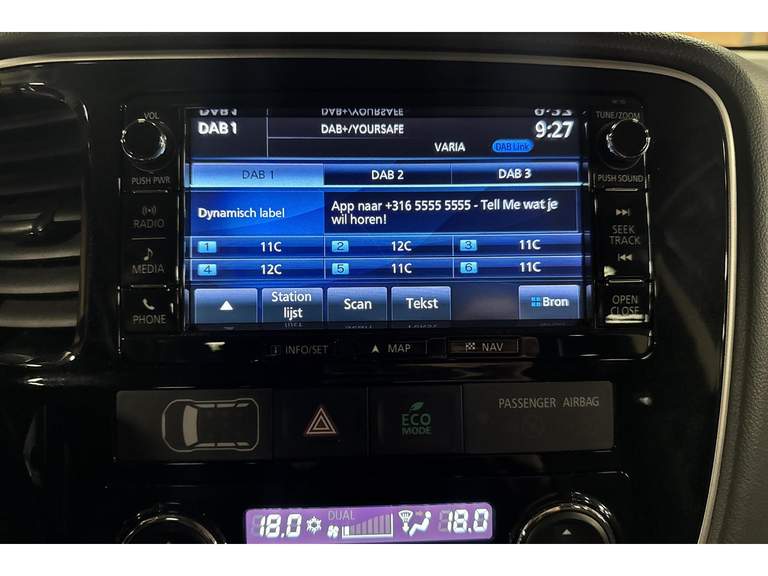 VOL
PUSH PWR
RADIO
MEDIA
PHONE
DAB 1
DAB+/YOURSAFE
9:27
VARIA
DAB Link
DAB 1
DAB 2
DAB 3
Dynamisch label
App naar +316 5555 5555 - Tell Me wat je
wil horen!
1 11C
2 12C
3 11C
4 12C
5 11C
6 11C
Station
lijst
Scan
Tekst
Bron
TUNE/ZOOM
PUSH SOUND
SEEK
TRACK
OPEN
CLOSE
INFO/SET
MAP
NAV
ECO
MODE
PASSENGER AIRBAG
18.0
DUAL
18.0